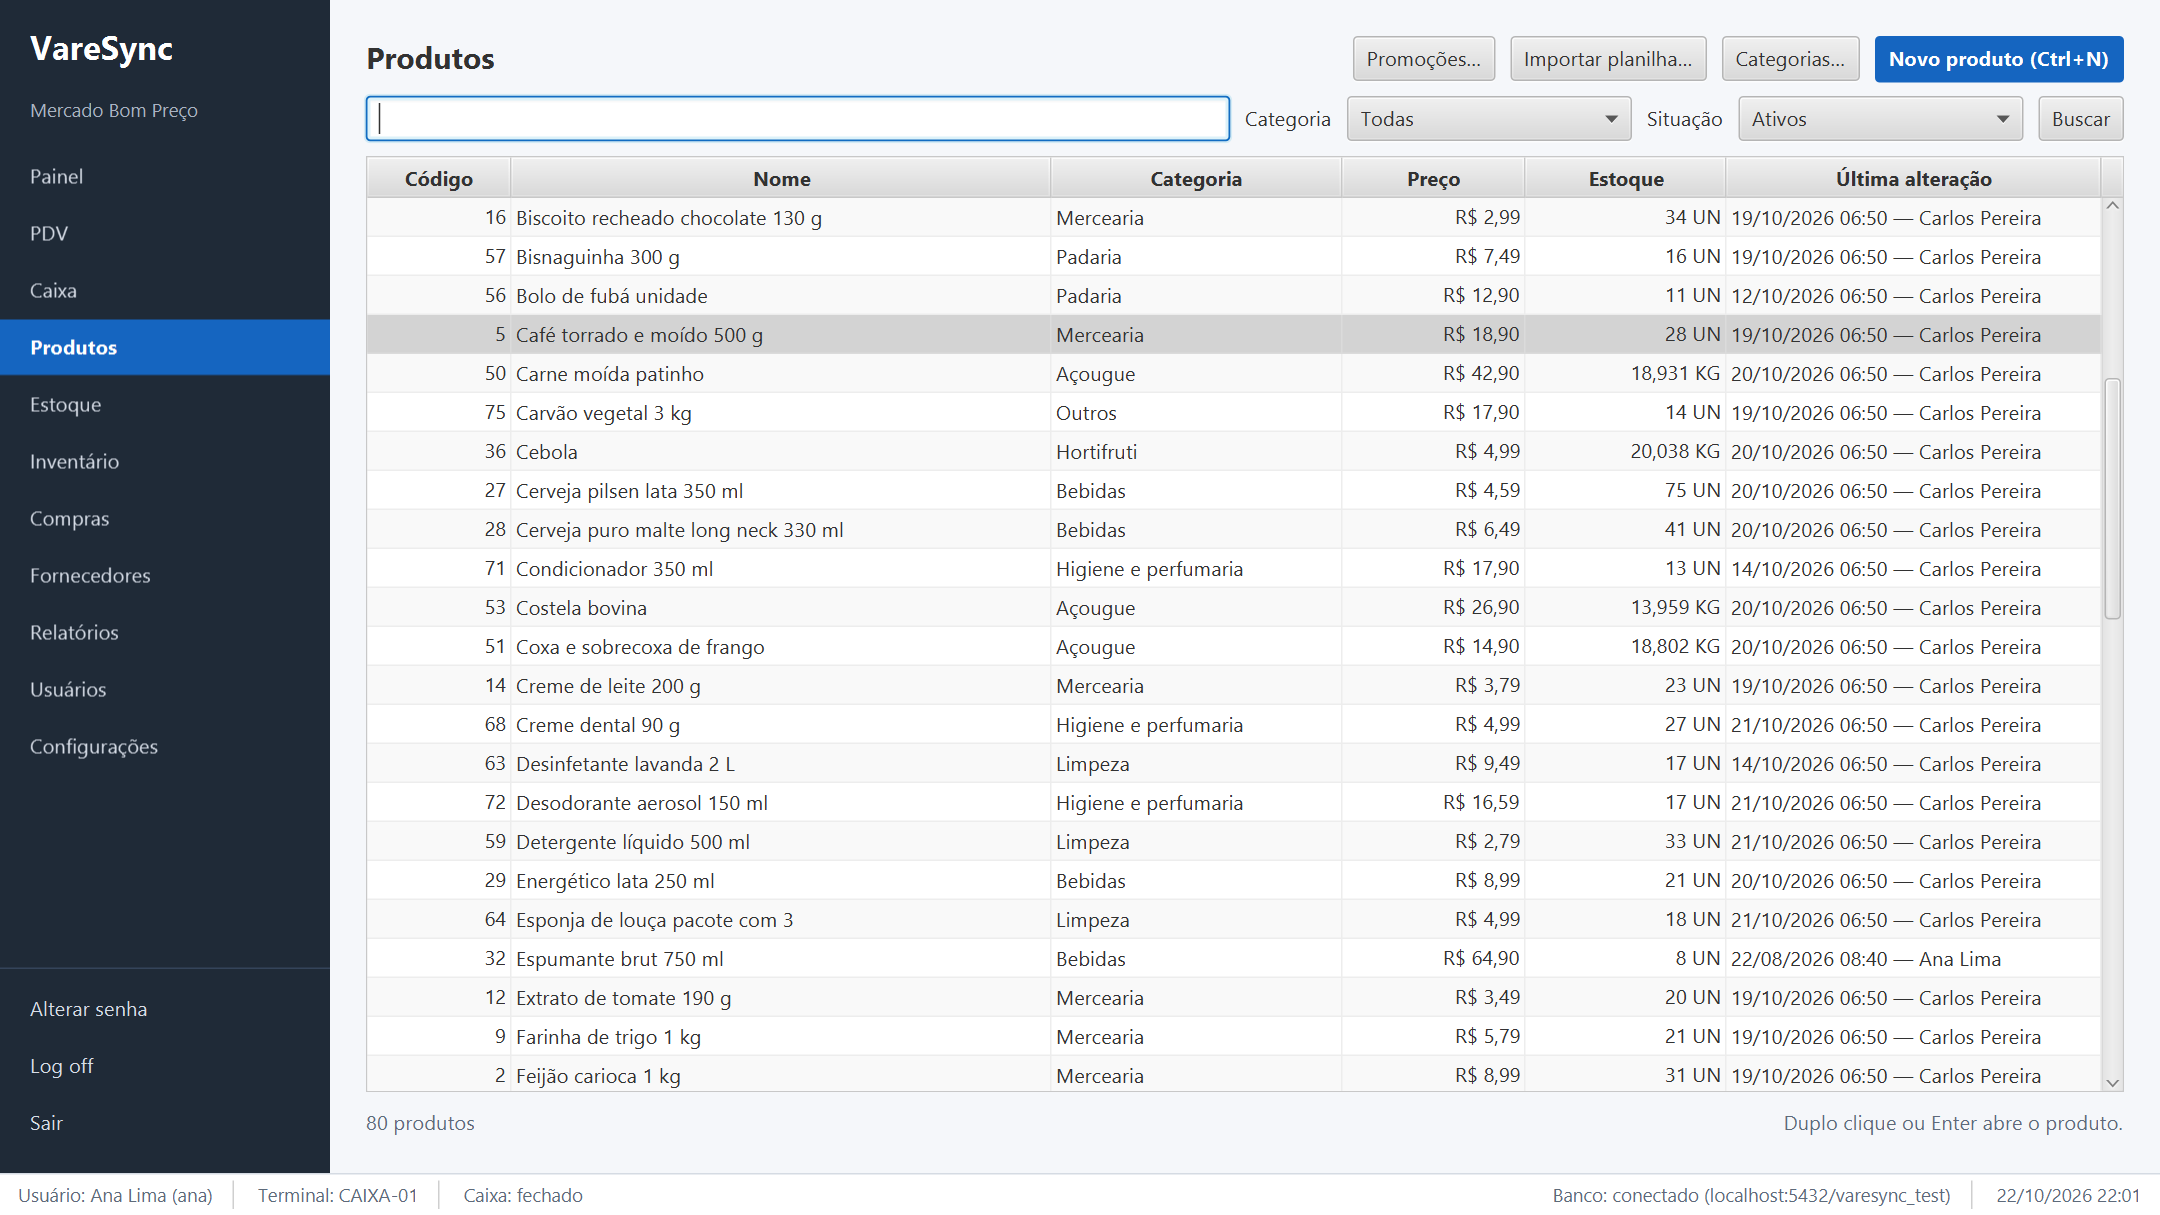 VareSync
Mercado Bom Preço
Painel
PDV
Caixa
Produtos
Estoque
Inventário
Compras
Fornecedores
Relatórios
Usuários
Configurações
Alterar senha
Log off
Sair
Produtos
Promoções... Importar planilha... Categorias... Novo produto (Ctrl+N)
Categoria Todas Situação Ativos Buscar
Código Nome Categoria Preço Estoque Última alteração
16 Biscoito recheado chocolate 130 g Mercearia R$ 2,99 34 UN 19/10/2026 06:50 — Carlos Pereira
57 Bisnaguinha 300 g Padaria R$ 7,49 16 UN 19/10/2026 06:50 — Carlos Pereira
56 Bolo de fubá unidade Padaria R$ 12,90 11 UN 12/10/2026 06:50 — Carlos Pereira
5 Café torrado e moído 500 g Mercearia R$ 18,90 28 UN 19/10/2026 06:50 — Carlos Pereira
50 Carne moída patinho Açougue R$ 42,90 18,931 KG 20/10/2026 06:50 — Carlos Pereira
75 Carvão vegetal 3 kg Outros R$ 17,90 14 UN 19/10/2026 06:50 — Carlos Pereira
36 Cebola Hortifruti R$ 4,99 20,038 KG 20/10/2026 06:50 — Carlos Pereira
27 Cerveja pilsen lata 350 ml Bebidas R$ 4,59 75 UN 20/10/2026 06:50 — Carlos Pereira
28 Cerveja puro malte long neck 330 ml Bebidas R$ 6,49 41 UN 20/10/2026 06:50 — Carlos Pereira
71 Condicionador 350 ml Higiene e perfumaria R$ 17,90 13 UN 14/10/2026 06:50 — Carlos Pereira
53 Costela bovina Açougue R$ 26,90 13,959 KG 20/10/2026 06:50 — Carlos Pereira
51 Coxa e sobrecoxa de frango Açougue R$ 14,90 18,802 KG 20/10/2026 06:50 — Carlos Pereira
14 Creme de leite 200 g Mercearia R$ 3,79 23 UN 19/10/2026 06:50 — Carlos Pereira
68 Creme dental 90 g Higiene e perfumaria R$ 4,99 27 UN 21/10/2026 06:50 — Carlos Pereira
63 Desinfetante lavanda 2 L Limpeza R$ 9,49 17 UN 14/10/2026 06:50 — Carlos Pereira
72 Desodorante aerosol 150 ml Higiene e perfumaria R$ 16,59 17 UN 21/10/2026 06:50 — Carlos Pereira
59 Detergente líquido 500 ml Limpeza R$ 2,79 33 UN 21/10/2026 06:50 — Carlos Pereira
29 Energético lata 250 ml Bebidas R$ 8,99 21 UN 20/10/2026 06:50 — Carlos Pereira
64 Esponja de louça pacote com 3 Limpeza R$ 4,99 18 UN 21/10/2026 06:50 — Carlos Pereira
32 Espumante brut 750 ml Bebidas R$ 64,90 8 UN 22/08/2026 08:40 — Ana Lima
12 Extrato de tomate 190 g Mercearia R$ 3,49 20 UN 19/10/2026 06:50 — Carlos Pereira
9 Farinha de trigo 1 kg Mercearia R$ 5,79 21 UN 19/10/2026 06:50 — Carlos Pereira
2 Feijão carioca 1 kg Mercearia R$ 8,99 31 UN 19/10/2026 06:50 — Carlos Pereira
80 produtos Duplo clique ou Enter abre o produto.
Usuário: Ana Lima (ana) Terminal: CAIXA-01 Caixa: fechado Banco: conectado (localhost:5432/varesync_test) 22/10/2026 22:01